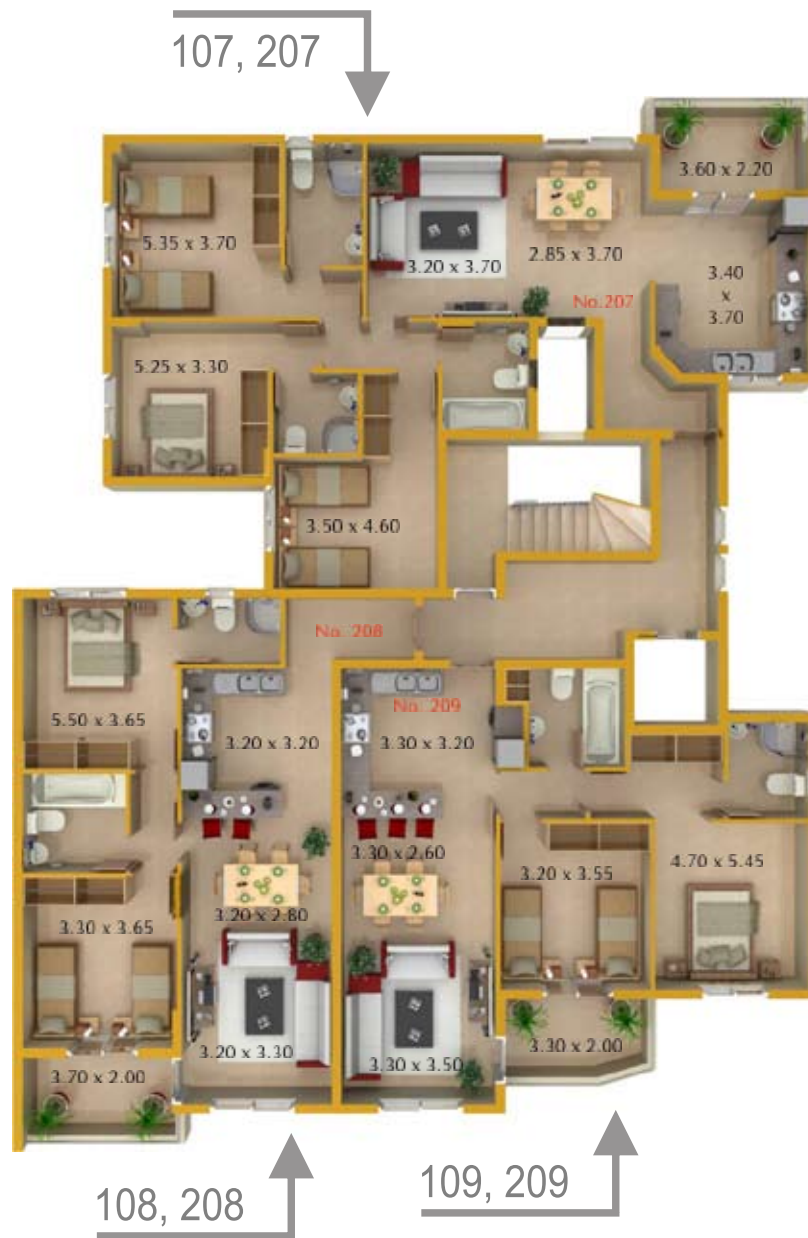 107, 207
3.60 x 2.20
5.35 x 3.70
3.20 x 3.70
2.85 x 3.70
3.40
x
3.70
No.207
5.25 x 3.30
3.50 x 4.60
No. 208
5.50 x 3.65
3.20 x 3.20
No. 209
3.30 x 3.20
3.30 x 2.60
3.20 x 3.55
4.70 x 5.45
3.30 x 3.65
3.20 x 2.80
3.20 x 3.30
3.30 x 3.50
3.30 x 2.00
3.70 x 2.00
108, 208
109, 209